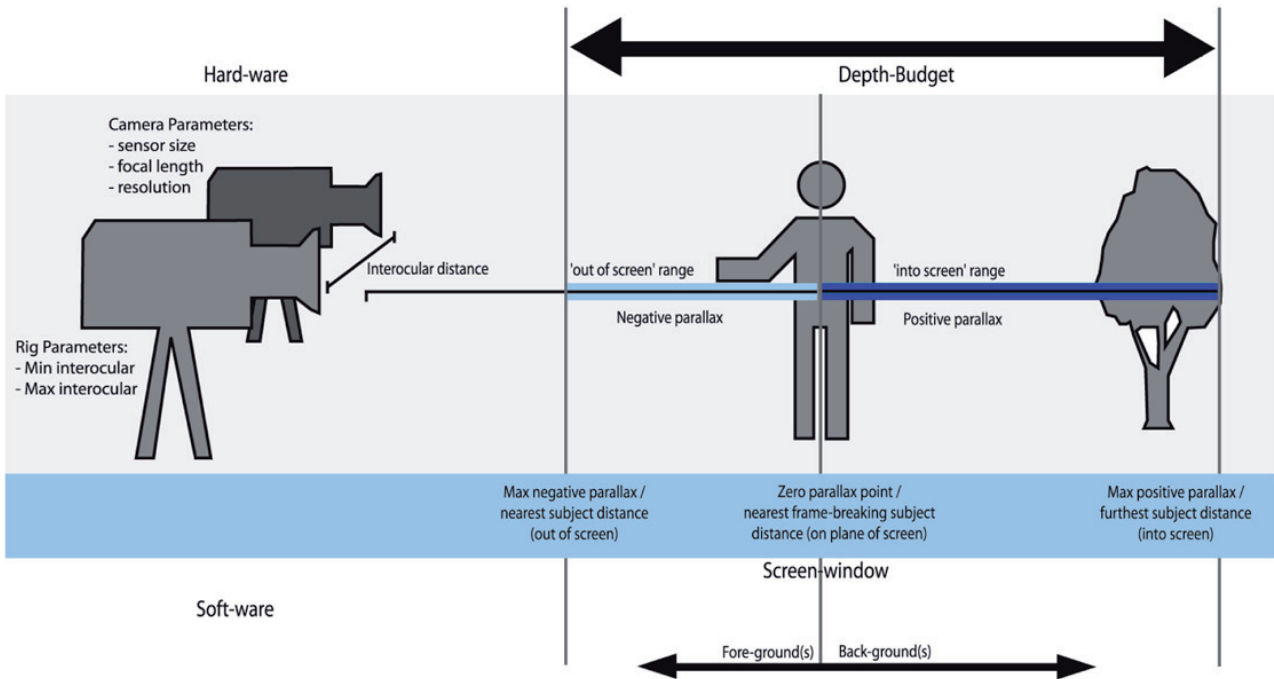 Hard-ware
Depth-Budget
Camera Parameters:
- sensor size
- focal length
- resolution
Interocular distance
'out of screen' range
'into screen' range
Negative parallax
Positive parallax
Rig Parameters:
- Min interocular
- Max interocular
Max negative parallax /
nearest subject distance
(out of screen)
Zero parallax point /
nearest frame-breaking subject
distance (on plane of screen)
Max positive parallax /
furthest subject distance
(into screen)
Screen-window
Soft-ware
Fore-ground(s)
Back-ground(s)